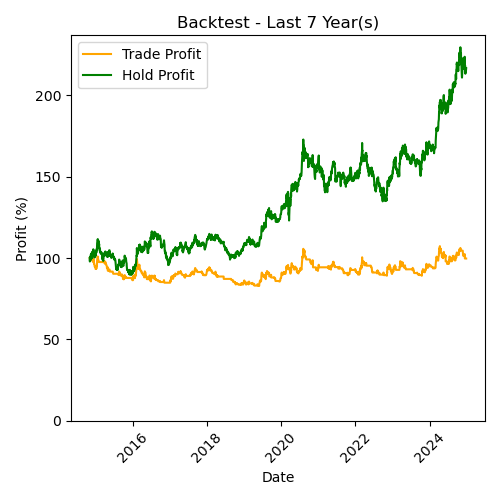 Backtest - Last 7 Year(s)
Trade Profit
Hold Profit
Profit (%)
200
150
100
50
0
2016
2018
2020
2022
2024
Date